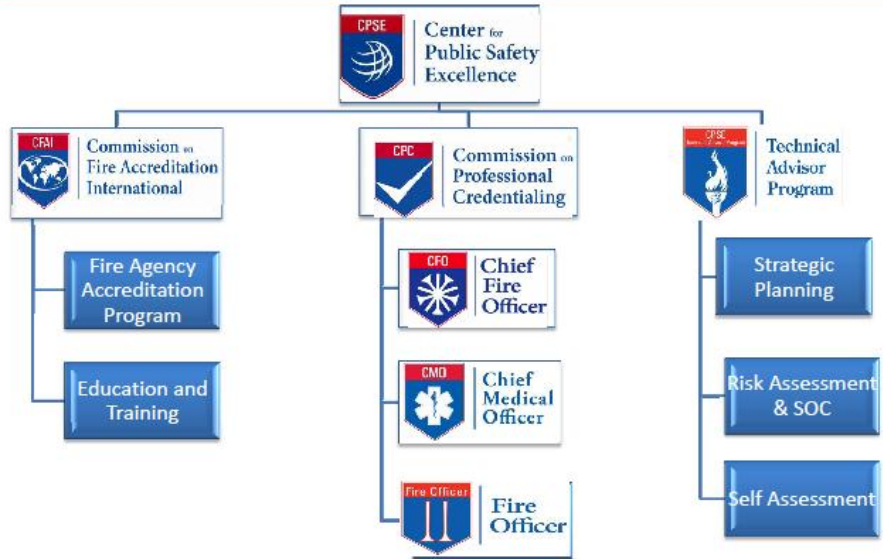 CPSE
Center for
Public Safety
Excellence
CFAI
Commission on
Fire Accreditation
International
CPC
Commission on
Professional
Credentialing
CPSE
Technical
Advisor
Program
Fire Agency
Accreditation
Program
Education and
Training
CFO
Chief
Fire
Officer
CMO
Chief
Medical
Officer
Fire Officer
Fire
Officer
Strategic
Planning
Risk Assessment
& SOC
Self Assessment